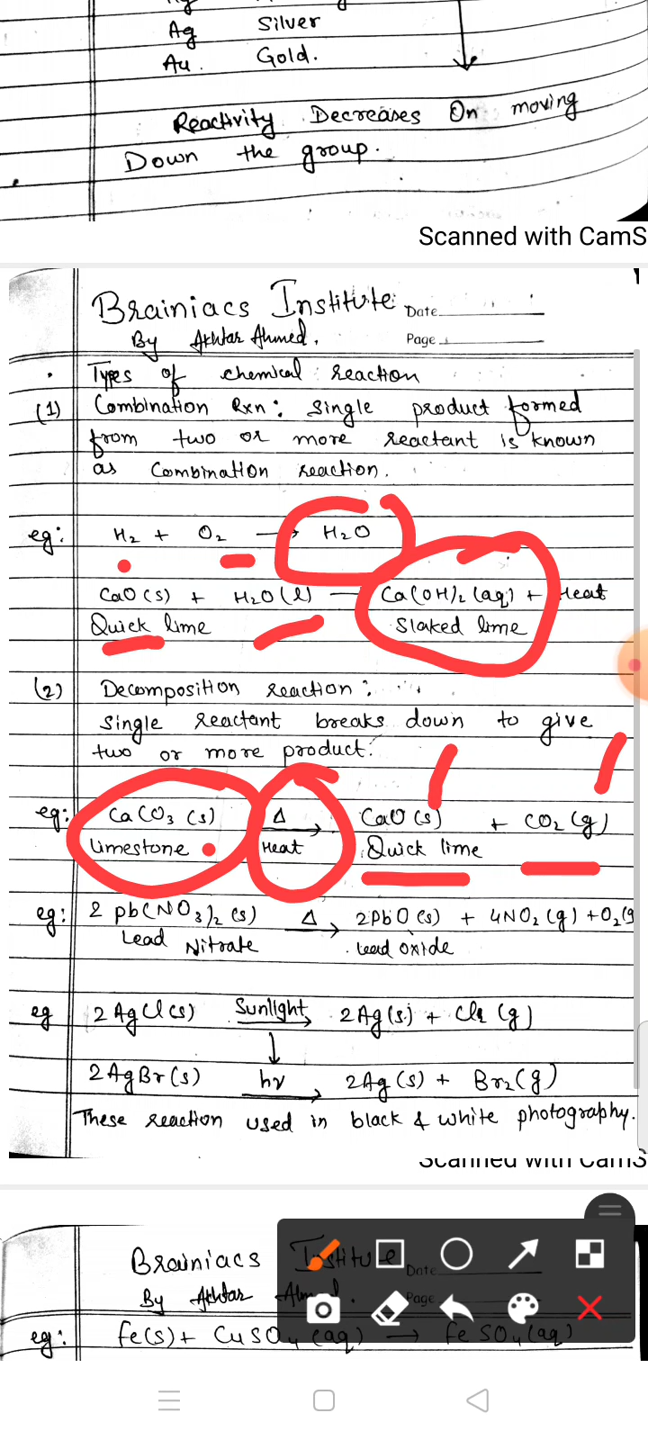 Ag Silver
Au. Gold.
Reactivity Decreases On moving
Down the group.
Scanned with CamS
Brainiacs Institute Date
By Akhtar Ahmed. Page
• Types of chemical reaction
(1) Combination Rxn: Single product formed
from two or more reactant is known
as Combination reaction.
eg: H₂ + O₂ → H₂O
CaO(s) + H₂O(l) — Ca(OH)₂(aq) + Heat
Quick lime Slaked lime
(2) Decomposition reaction:
Single reactant breaks down to give
two or more product.
eg: CaCO₃(s) Δ → CaO(s) + CO₂(g)
Limestone Heat Quick lime
eg: 2 pb(NO₃)₂(s) Δ → 2PbO(s) + 4NO₂(g) + O₂(g
Lead Nitrate Lead oxide
eg 2AgCl(s) Sunlight → 2Ag(s) + Cl₂(g)
↓
2AgBr(s) hν → 2Ag(s) + Br₂(g)
These reaction used in black & white photography.
Scanned with CamS
Brainiacs Institute Date
By Akhtar Ahmed. Page
eg: fe(s) + CuSO₄(aq) → FeSO₄(aq)